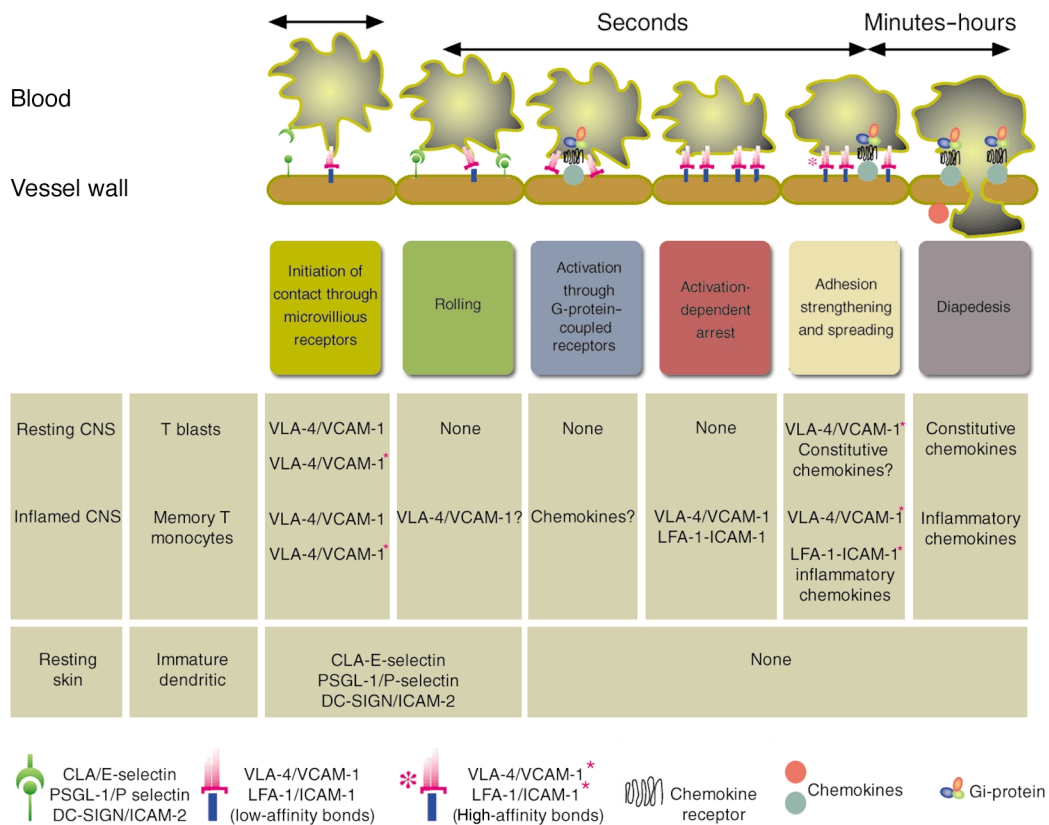 Seconds
Minutes–hours
Blood
Vessel wall
Initiation of
contact through
microvillious
receptors
Rolling
Activation
through
G-protein–
coupled
receptors
Activation-
dependent
arrest
Adhesion
strengthening
and spreading
Diapedesis
Resting CNS
T blasts
VLA-4/VCAM-1
VLA-4/VCAM-1*
None
None
None
VLA-4/VCAM-1*
Constitutive
chemokines?
Constitutive
chemokines
Inflamed CNS
Memory T
monocytes
VLA-4/VCAM-1
VLA-4/VCAM-1*
VLA-4/VCAM-1?
Chemokines?
VLA-4/VCAM-1
LFA-1-ICAM-1
VLA-4/VCAM-1*
LFA-1-ICAM-1*
inflammatory
chemokines
Inflammatory
chemokines
Resting
skin
Immature
dendritic
CLA-E-selectin
PSGL-1/P-selectin
DC-SIGN/ICAM-2
None
CLA/E-selectin
PSGL-1/P selectin
DC-SIGN/ICAM-2
VLA-4/VCAM-1
LFA-1/ICAM-1
(low-affinity bonds)
*
VLA-4/VCAM-1*
LFA-1/ICAM-1*
(High-affinity bonds)
Chemokine
receptor
Chemokines
Gi-protein